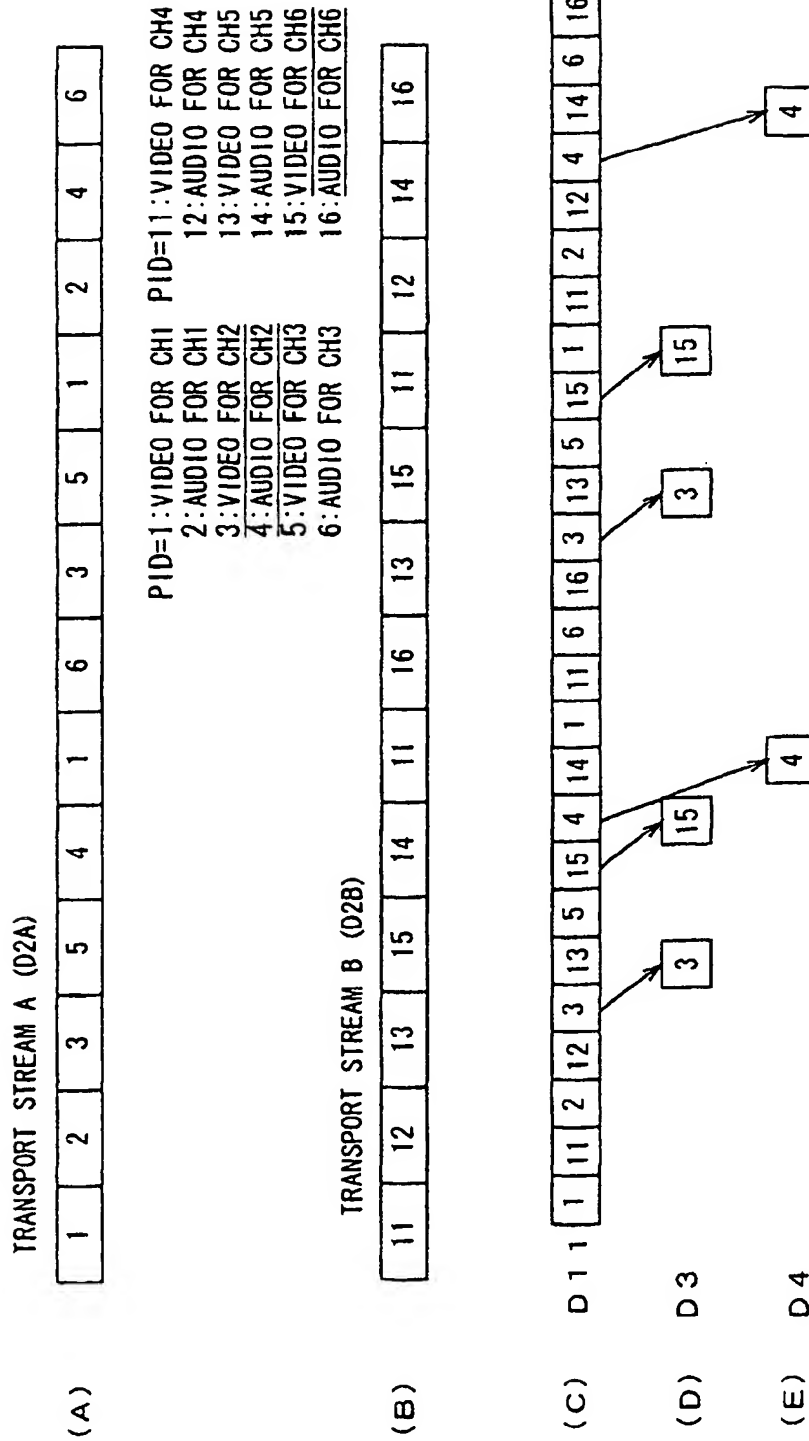 TRANSPORT STREAM A (D2A)
(A) 1 2 3 5 4 1 6 3 5 1 2 4 6
PID=1:VIDEO FOR CH1 PID=11:VIDEO FOR CH4
2:AUDIO FOR CH1 12:AUDIO FOR CH4
3:VIDEO FOR CH2 13:VIDEO FOR CH5
4:AUDIO FOR CH2 14:AUDIO FOR CH5
5:VIDEO FOR CH3 15:VIDEO FOR CH6
6:AUDIO FOR CH3 16:AUDIO FOR CH6
TRANSPORT STREAM B (D2B)
(B) 11 12 13 15 14 11 16 13 15 11 12 14 16
(C) D11 1 11 2 12 3 13 5 15 4 14 1 11 6 16 3 13 5 15 1 11 2 12 4 14 6 16
(D) D3 3 15 3 15
(E) D4 4 4